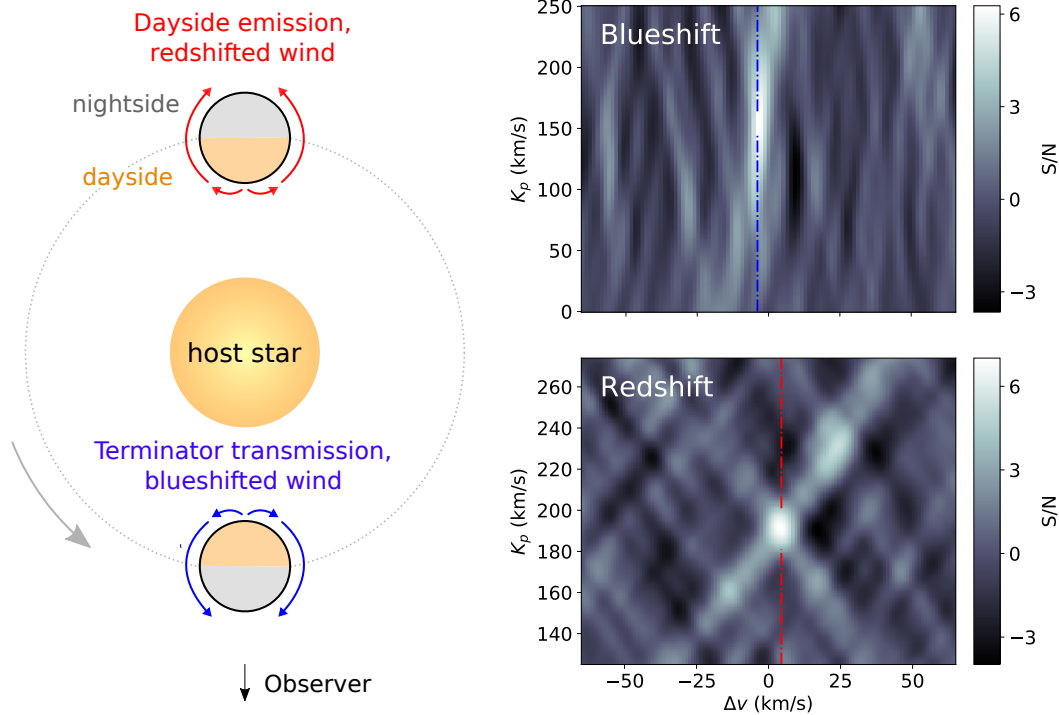 Dayside emission,
redshifted wind
nightside
dayside
host star
Terminator transmission,
blueshifted wind
Observer
Blueshift
250
200
150
100
50
0
K_p (km/s)
6
3
0
−3
S/N
Redshift
260
240
220
200
180
160
140
K_p (km/s)
−50
−25
0
25
50
Δv (km/s)
6
3
0
−3
S/N